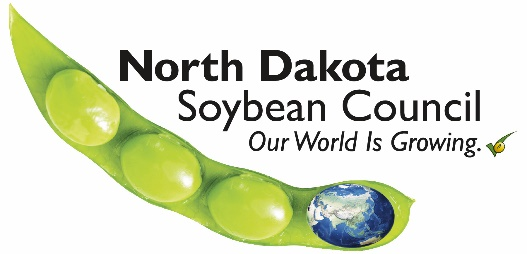 North Dakota
Soybean Council
Our World Is Growing.